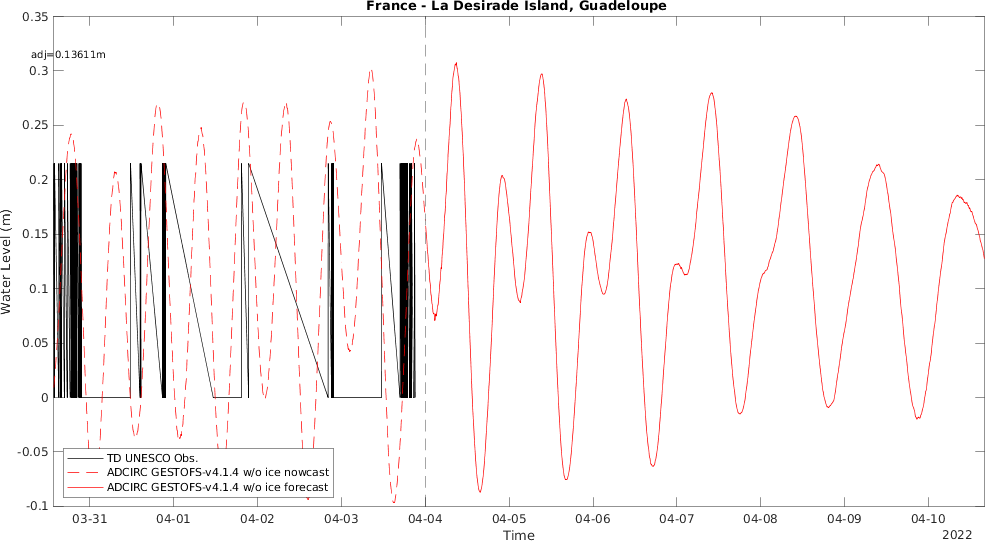 France - La Desirade Island, Guadeloupe
adj=0.13611m
0.35
0.3
0.25
0.2
0.15
0.1
0.05
0
-0.05
-0.1
Water Level (m)
TD UNESCO Obs.
ADCIRC GESTOFS-v4.1.4 w/o ice nowcast
ADCIRC GESTOFS-v4.1.4 w/o ice forecast
03-31 04-01 04-02 04-03 04-04 04-05 04-06 04-07 04-08 04-09 04-10
Time
2022